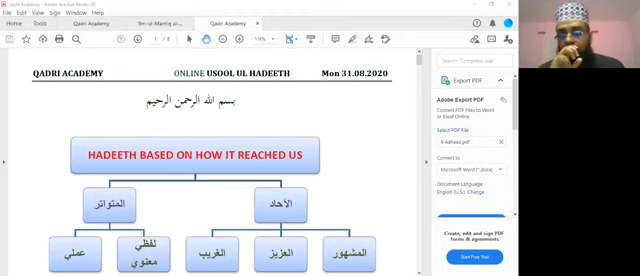 Qadri Academy - Adobe Acrobat Reader DC
File Edit View Sign Window Help
Home Tools Qadri Academy Qadri Academy
1 / 8 116%
QADRI ACADEMY ONLINE USOOL UL HADEETH Mon 31.08.2020
بسم الله الرحمن الرحيم
HADEETH BASED ON HOW IT REACHED US
المتواتر الآحاد
عملي لفظي معنوي الغريب العزيز المشهور
Export PDF
Adobe Export PDF
Convert PDF Files to Word
or Excel Online
Select PDF File
9 Aahaad.pdf
Convert to
Microsoft Word (*.docx)
Document Language:
English (U.S.) Change
Create, edit and sign PDF
forms & agreements
Start Free Trial